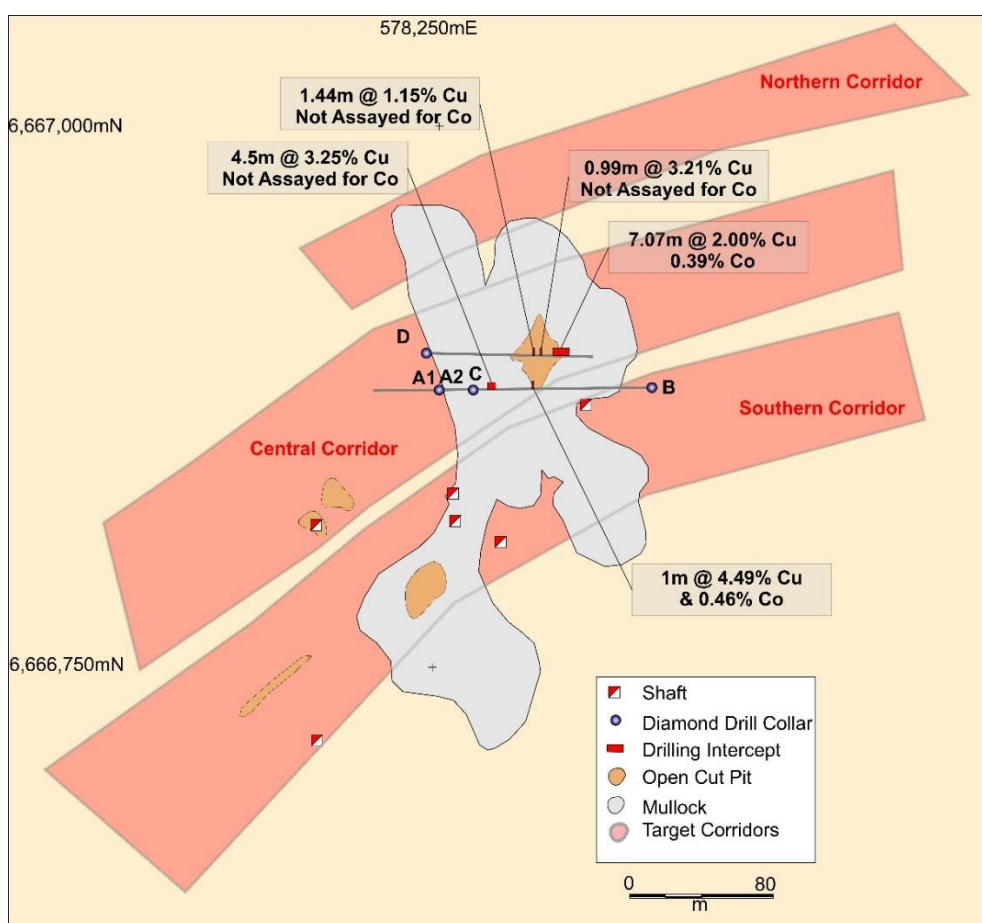 578,250mE
Northern Corridor
1.44m @ 1.15% Cu
Not Assayed for Co
6,667,000mN
4.5m @ 3.25% Cu
Not Assayed for Co
0.99m @ 3.21% Cu
Not Assayed for Co
7.07m @ 2.00% Cu
0.39% Co
D
A1 A2 C
B
Southern Corridor
Central Corridor
1m @ 4.49% Cu
& 0.46% Co
6,666,750mN
Shaft
Diamond Drill Collar
Drilling Intercept
Open Cut Pit
Mullock
Target Corridors
0 80
m